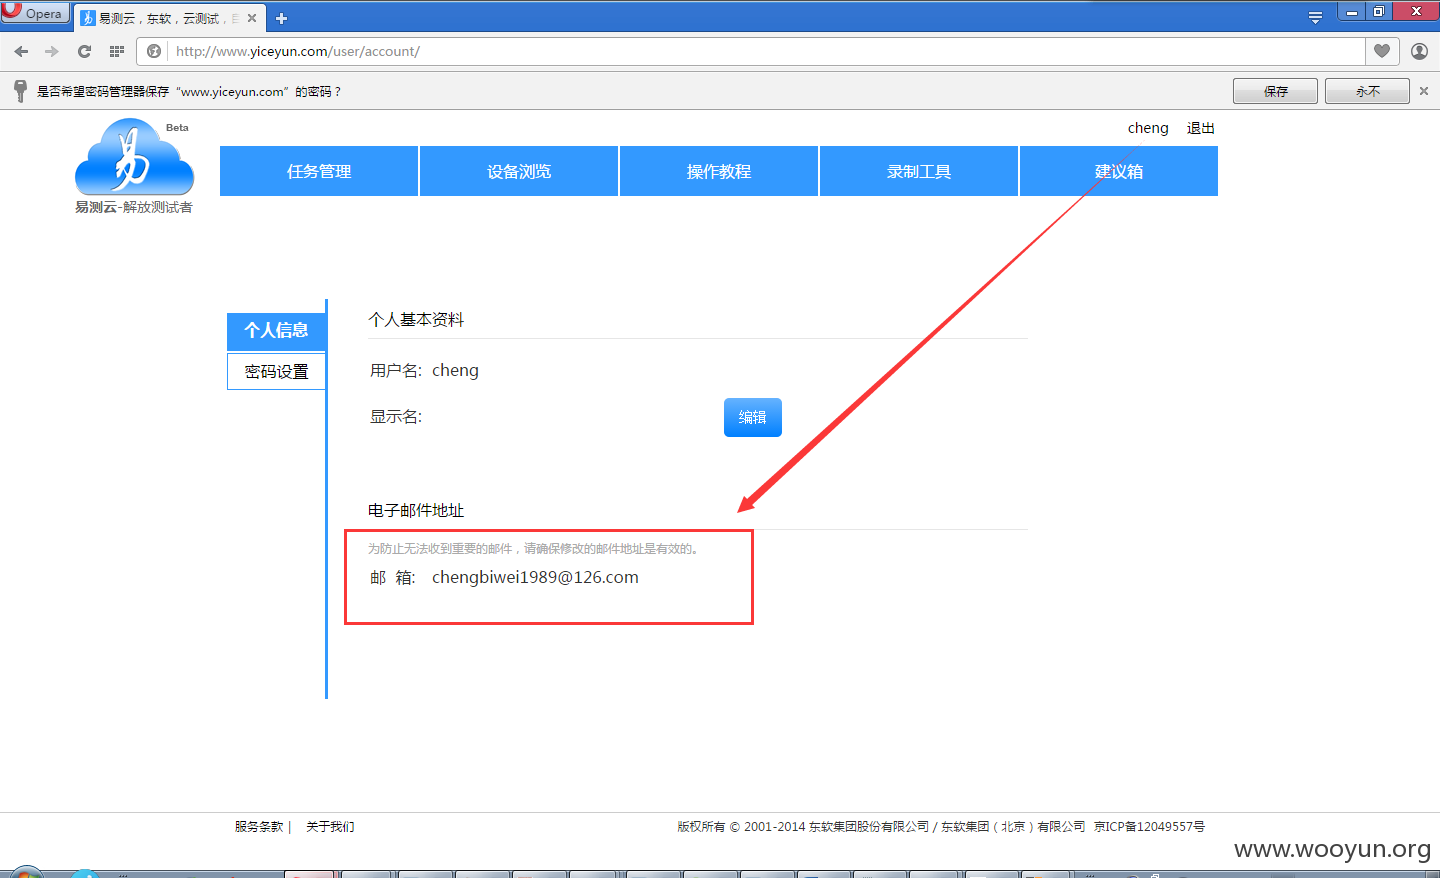 Opera
易测云，东软，云测试，自
http://www.yiceyun.com/user/account/
是否希望密码管理器保存“www.yiceyun.com”的密码？
保存 永不
cheng 退出
Beta
易
易测云-解放测试者
任务管理 设备浏览 操作教程 录制工具 建议箱
个人信息
密码设置
个人基本资料
用户名: cheng
显示名:
编辑
电子邮件地址
为防止无法收到重要的邮件，请确保修改的邮件地址是有效的。
邮 箱: chengbiwei1989@126.com
服务条款 | 关于我们
版权所有 © 2001-2014 东软集团股份有限公司 / 东软集团（北京）有限公司 京ICP备12049557号
www.wooyun.org